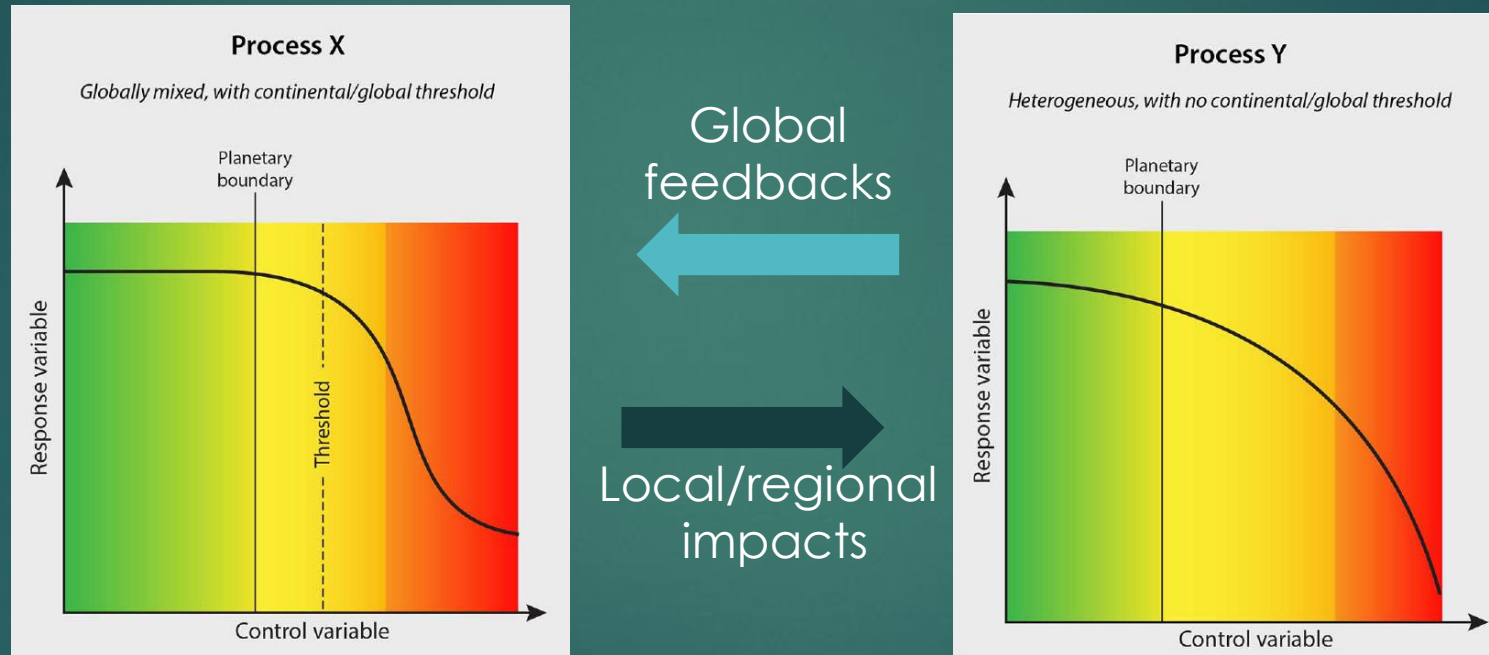 Process X
Globally mixed, with continental/global threshold
Planetary
boundary
Response variable
Threshold
Control variable
Global
feedbacks
Local/regional
impacts
Process Y
Heterogeneous, with no continental/global threshold
Planetary
boundary
Response variable
Control variable